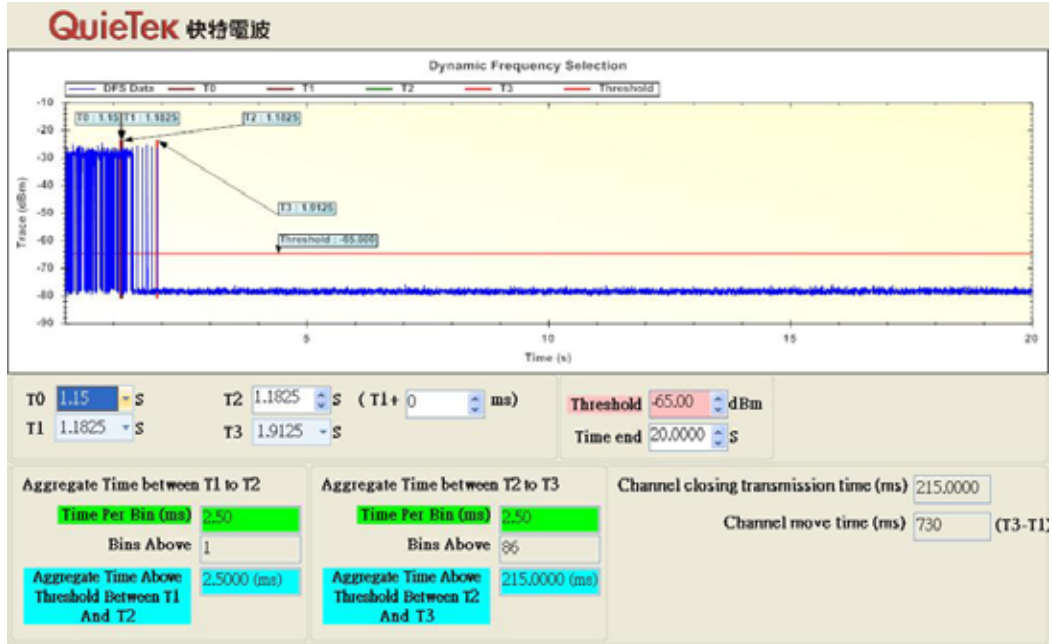 QuieTek 快特電波
Dynamic Frequency Selection
DFS Data T0 T1 T2 T3 Threshold
-10
-20
-30
-40
-50
-60
-70
-80
-90
Trace (dBm)
T0 : 1.15 T1 : 1.1825 T2 : 1.1825
T3 : 1.9125
Threshold : -65.000
5 10 15 20
Time (s)
T0 1.15 S T2 1.1825 S ( T1+ 0 ms)
T1 1.1825 S T3 1.9125 S
Threshold -65.00 dBm
Time end 20.0000 S
Aggregate Time between T1 to T2
Time Per Bin (ms) 2.50
Bins Above 1
Aggregate Time Above
Threshold Between T1
And T2
2.5000 (ms)
Aggregate Time between T2 to T3
Time Per Bin (ms) 2.50
Bins Above 86
Aggregate Time Above
Threshold Between T2
And T3
215.0000 (ms)
Channel closing transmission time (ms) 215.0000
Channel move time (ms) 730 (T3-T1)